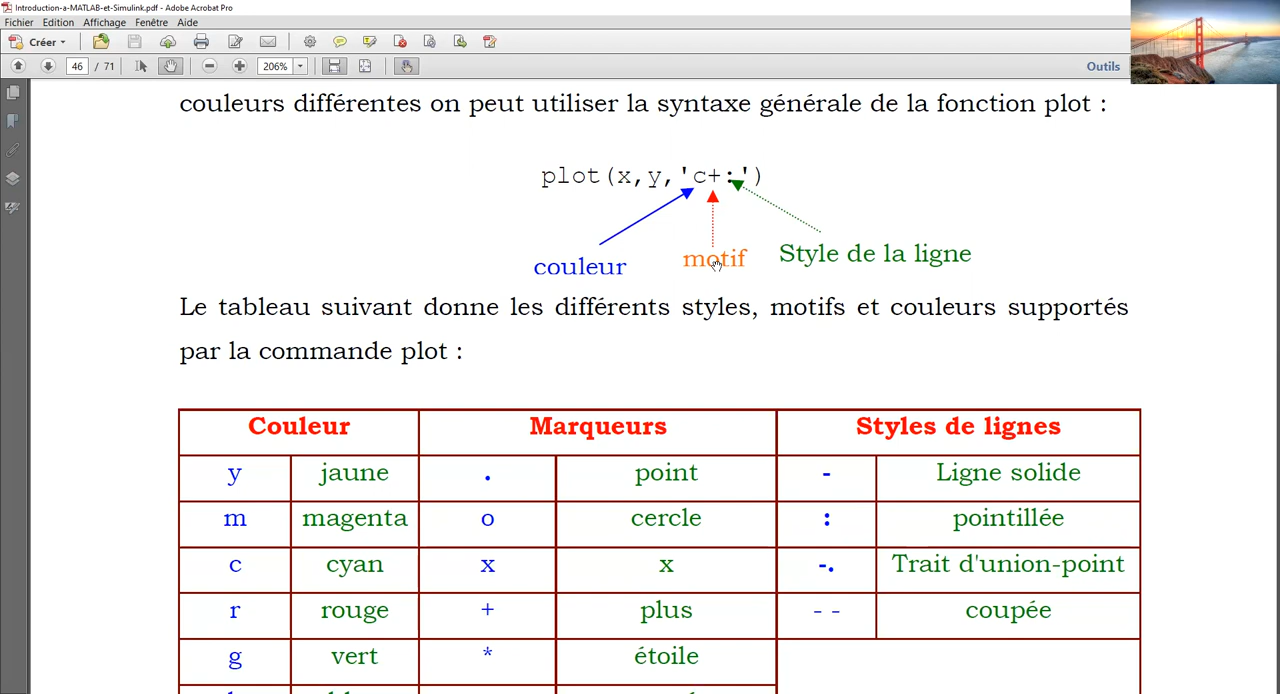 Introduction-a-MATLAB-et-Simulink.pdf - Adobe Acrobat Pro
Fichier Edition Affichage Fenêtre Aide
Créer
46 / 71 206% Outils
couleurs différentes on peut utiliser la syntaxe générale de la fonction plot :
plot(x,y,'c+:')
couleur motif Style de la ligne
Le tableau suivant donne les différents styles, motifs et couleurs supportés
par la commande plot :
Couleur Marqueurs Styles de lignes
y jaune . point - Ligne solide
m magenta o cercle : pointillée
c cyan x x -. Trait d'union-point
r rouge + plus - - coupée
g vert * étoile